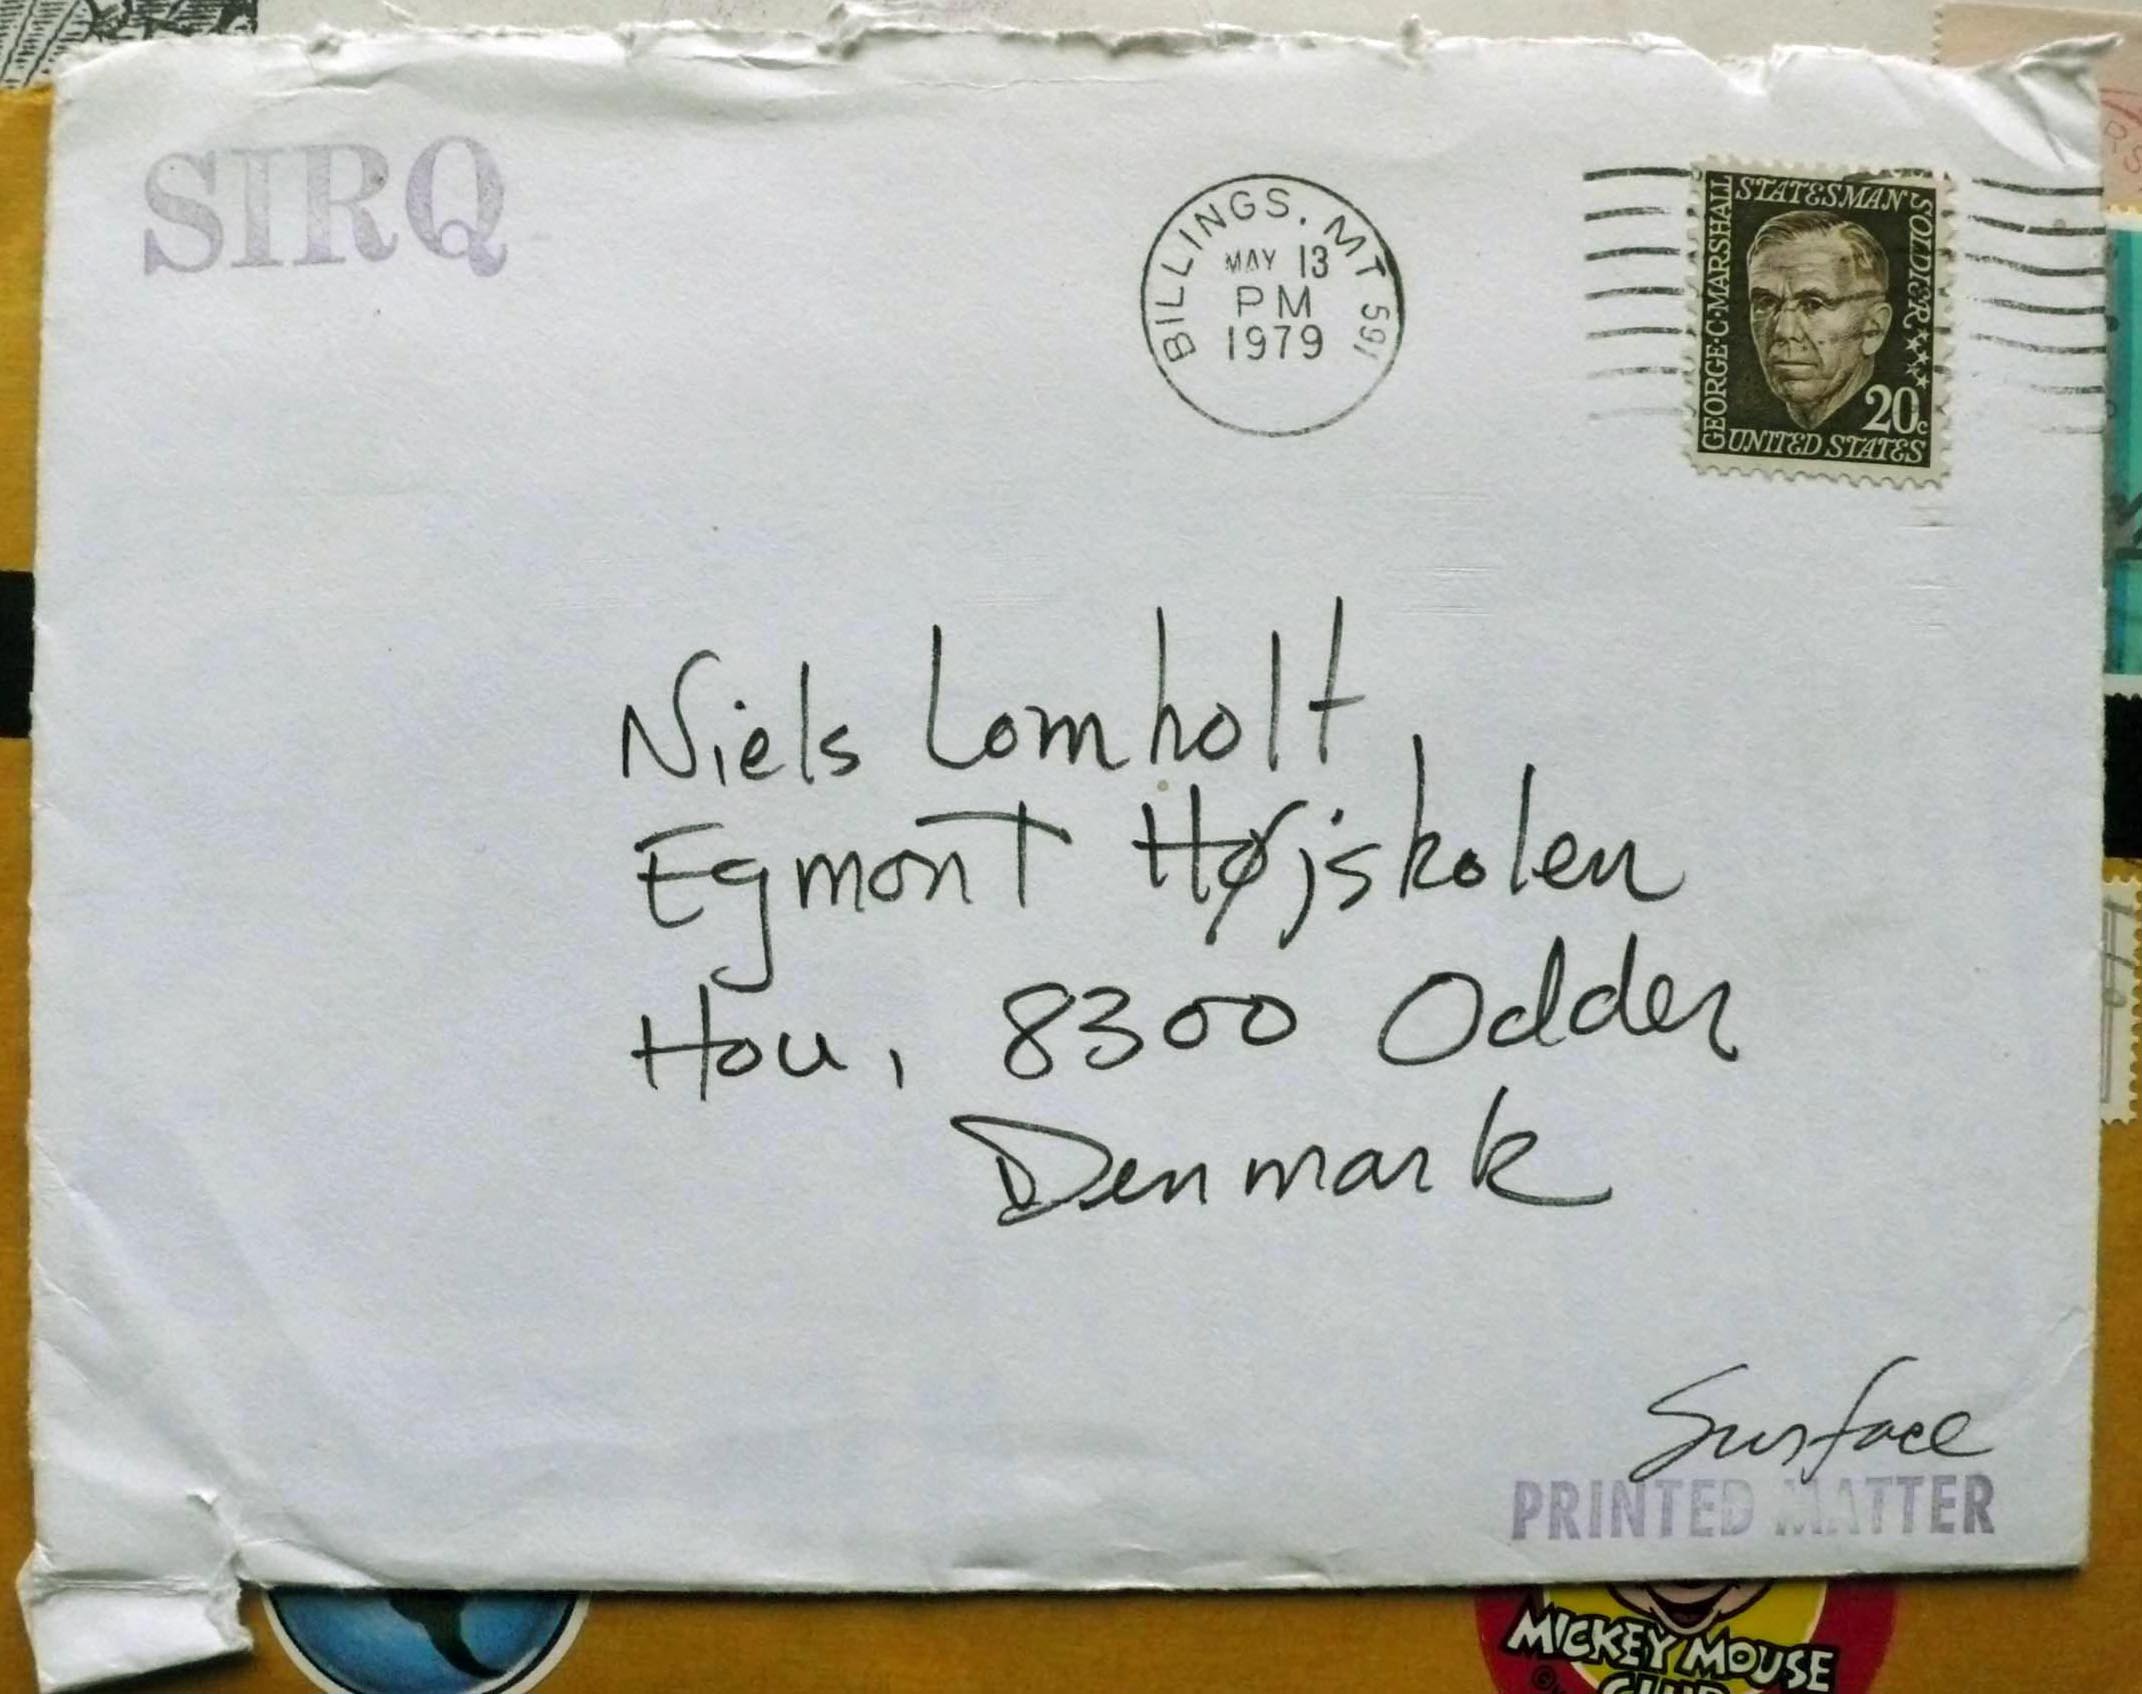 SIRQ
BILLINGS, MT 591
MAY 13
PM
1979
GEORGE·C·MARSHALL
STATESMAN
SOLDIER
20c
UNITED STATES
Niels Lomholt,
Egmont Højskolen
Hou, 8300 Odder
Denmark
Surface
PRINTED MATTER
MICKEY MOUSE
CLUB